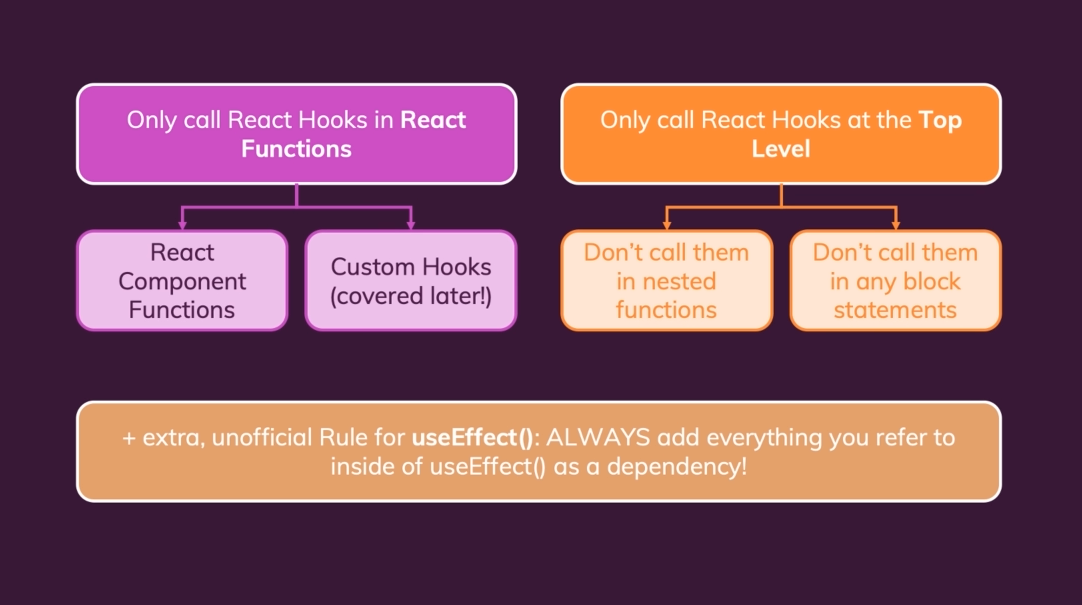 Only call React Hooks in React
Functions
Only call React Hooks at the Top
Level
React
Component
Functions
Custom Hooks
(covered later!)
Don’t call them
in nested
functions
Don’t call them
in any block
statements
+ extra, unofficial Rule for useEffect(): ALWAYS add everything you refer to
inside of useEffect() as a dependency!